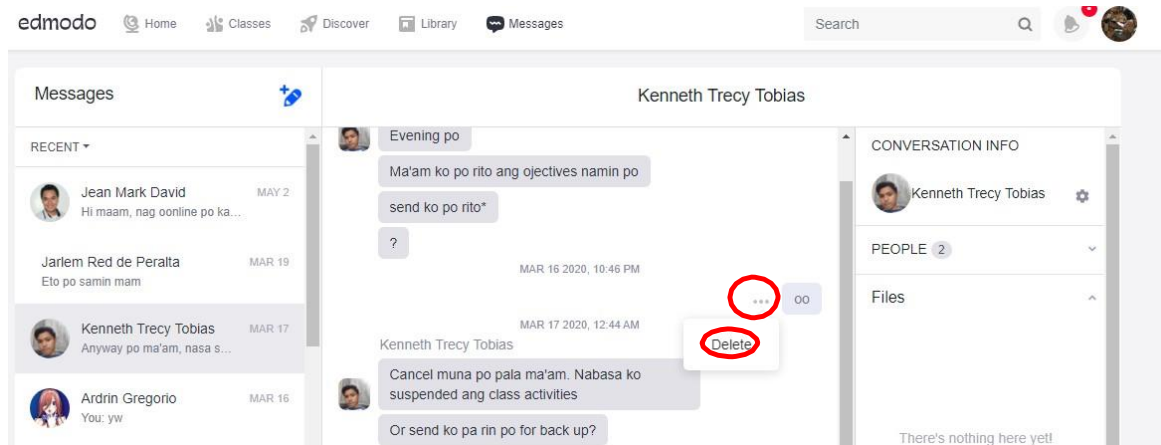 edmodo Home Classes Discover Library Messages Search
Messages
RECENT
Jean Mark David MAY 2
Hi maam, nag oonline po ka...
Jarlem Red de Peralta MAR 19
Eto po samin mam
Kenneth Trecy Tobias MAR 17
Anyway po ma'am, nasa s...
Ardrin Gregorio MAR 16
You: yw
Kenneth Trecy Tobias
Evening po
Ma'am ko po rito ang ojectives namin po
send ko po rito*
?
MAR 16 2020, 10:46 PM
... oo
Delete
MAR 17 2020, 12:44 AM
Kenneth Trecy Tobias
Cancel muna po pala ma'am. Nabasa ko
suspended ang class activities
Or send ko pa rin po for back up?
CONVERSATION INFO
Kenneth Trecy Tobias
PEOPLE 2
Files
There's nothing here yet!